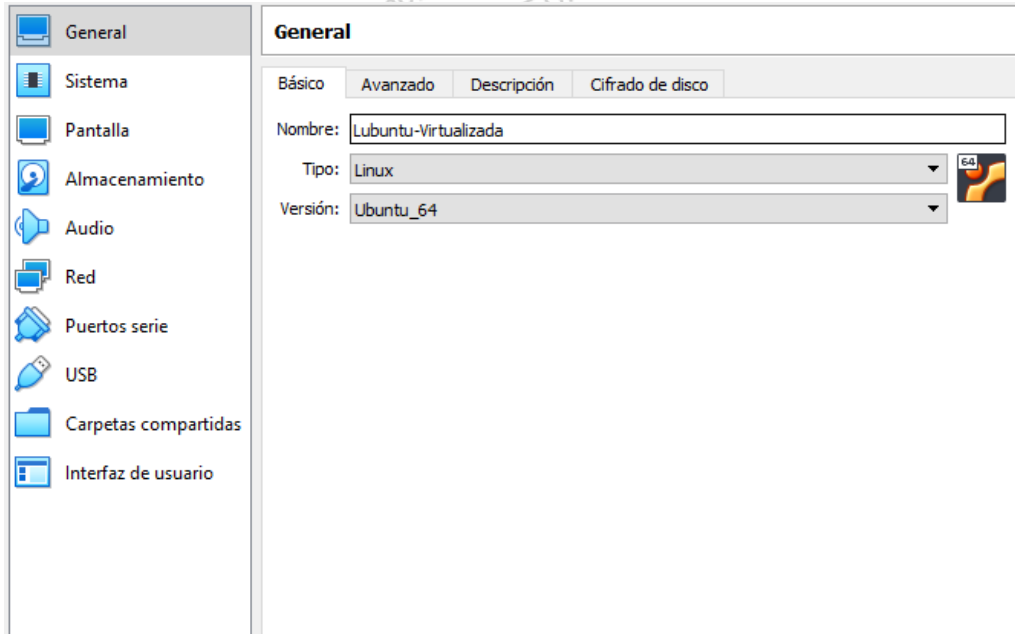 General
Sistema
Pantalla
Almacenamiento
Audio
Red
Puertos serie
USB
Carpetas compartidas
Interfaz de usuario
General
Básico Avanzado Descripción Cifrado de disco
Nombre: Lubuntu-Virtualizada
Tipo: Linux
64
Versión: Ubuntu_64